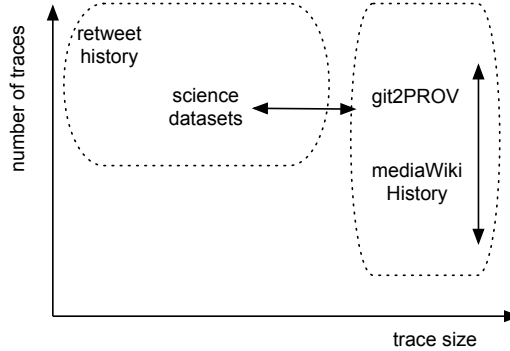 number of traces
retweet
history
science
datasets
git2PROV
mediaWiki
History
trace size